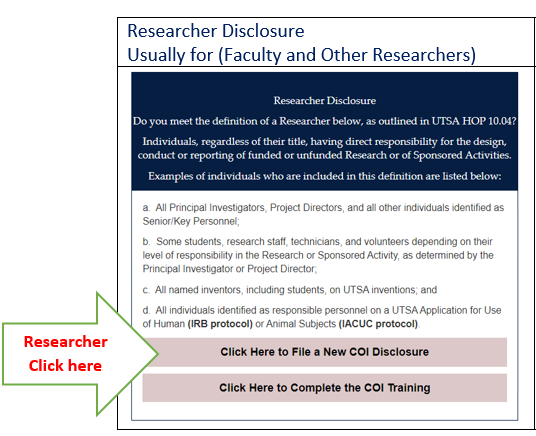 Researcher Disclosure
Usually for (Faculty and Other Researchers)
Researcher Disclosure
Do you meet the definition of a Researcher below, as outlined in UTSA HOP 10.04?
Individuals, regardless of their title, having direct responsibility for the design,
conduct or reporting of funded or unfunded Research or of Sponsored Activities.
Examples of individuals who are included in this definition are listed below:
a. All Principal Investigators, Project Directors, and all other individuals identified as
Senior/Key Personnel;
b. Some students, research staff, technicians, and volunteers depending on their
level of responsibility in the Research or Sponsored Activity, as determined by the
Principal Investigator or Project Director;
c. All named inventors, including students, on UTSA inventions; and
d. All individuals identified as responsible personnel on a UTSA Application for Use
of Human (IRB protocol) or Animal Subjects (IACUC protocol).
Researcher
Click here
Click Here to File a New COI Disclosure
Click Here to Complete the COI Training